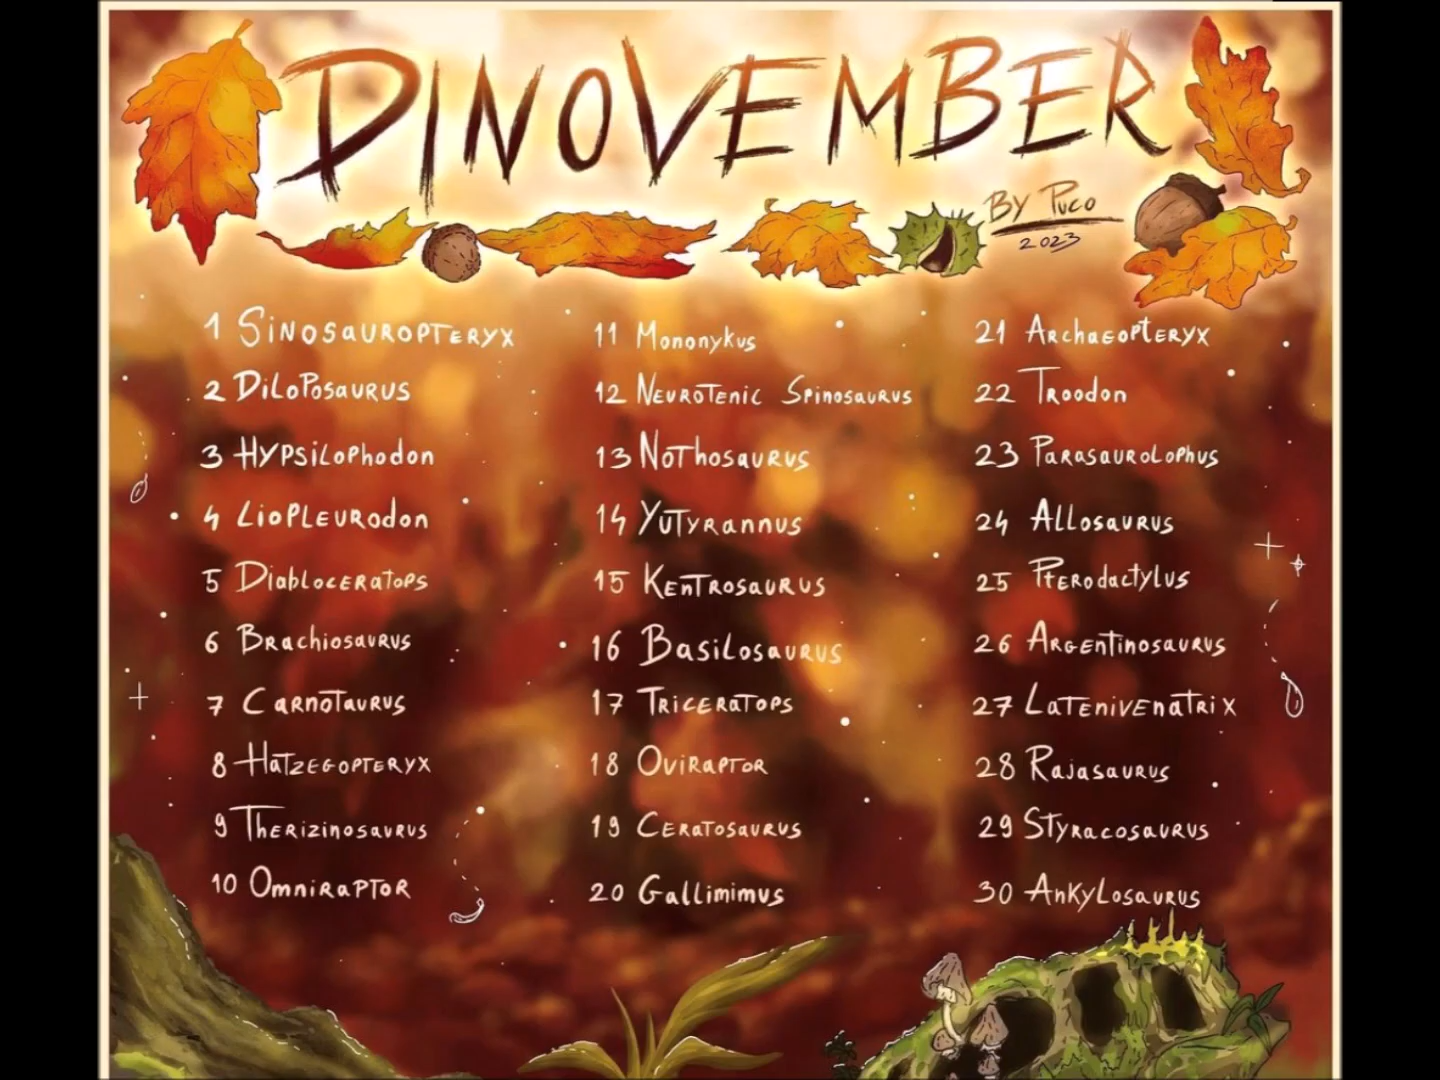 DINOVEMBER
BY PUCO
2023
1 SINOSAUROPTERYX
2 DILOPOSAURUS
3 HYPSILOPHODON
4 LIOPLEURODON
5 DIABLOCERATOPS
6 BRACHIOSAURUS
7 CARNOTAURUS
8 HATZEGOPTERYX
9 THERIZINOSAURUS
10 OMNIRAPTOR
11 MONONYKUS
12 NEUROTENIC SPINOSAURUS
13 NOTHOSAURUS
14 YUTYRANNUS
15 KENTROSAURUS
16 BASILOSAURUS
17 TRICERATOPS
18 OVIRAPTOR
19 CERATOSAURUS
20 GALLIMIMUS
21 ARCHAEOPTERYX
22 TROODON
23 PARASAUROLOPHUS
24 ALLOSAURUS
25 PTERODACTYLUS
26 ARGENTINOSAURUS
27 LATENIVENATRIX
28 RAJASAURUS
29 STYRACOSAURUS
30 ANKYLOSAURUS